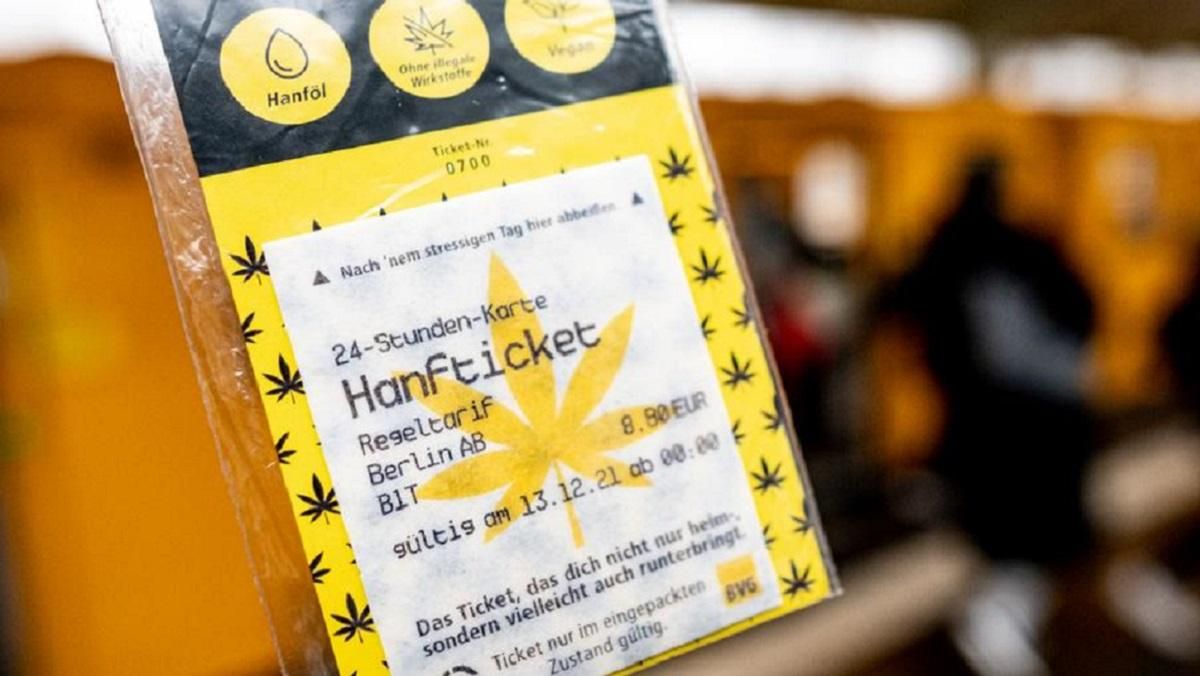 Hanföl
Ohne illegale
Wirkstoffe
Vegan
Ticket-Nr.
0700
▲ Nach 'nem stressigen Tag hier abbeißen. ▲
24-Stunden-Karte
Hanfticket
Regeltarif
Berlin AB 8.80 EUR
B1T
gültig am 13.12.21 ab 00:00
Das Ticket, das dich nicht nur heim-,
sondern vielleicht auch runterbringt.
BVG
Ticket nur im eingepackten
Zustand gültig.